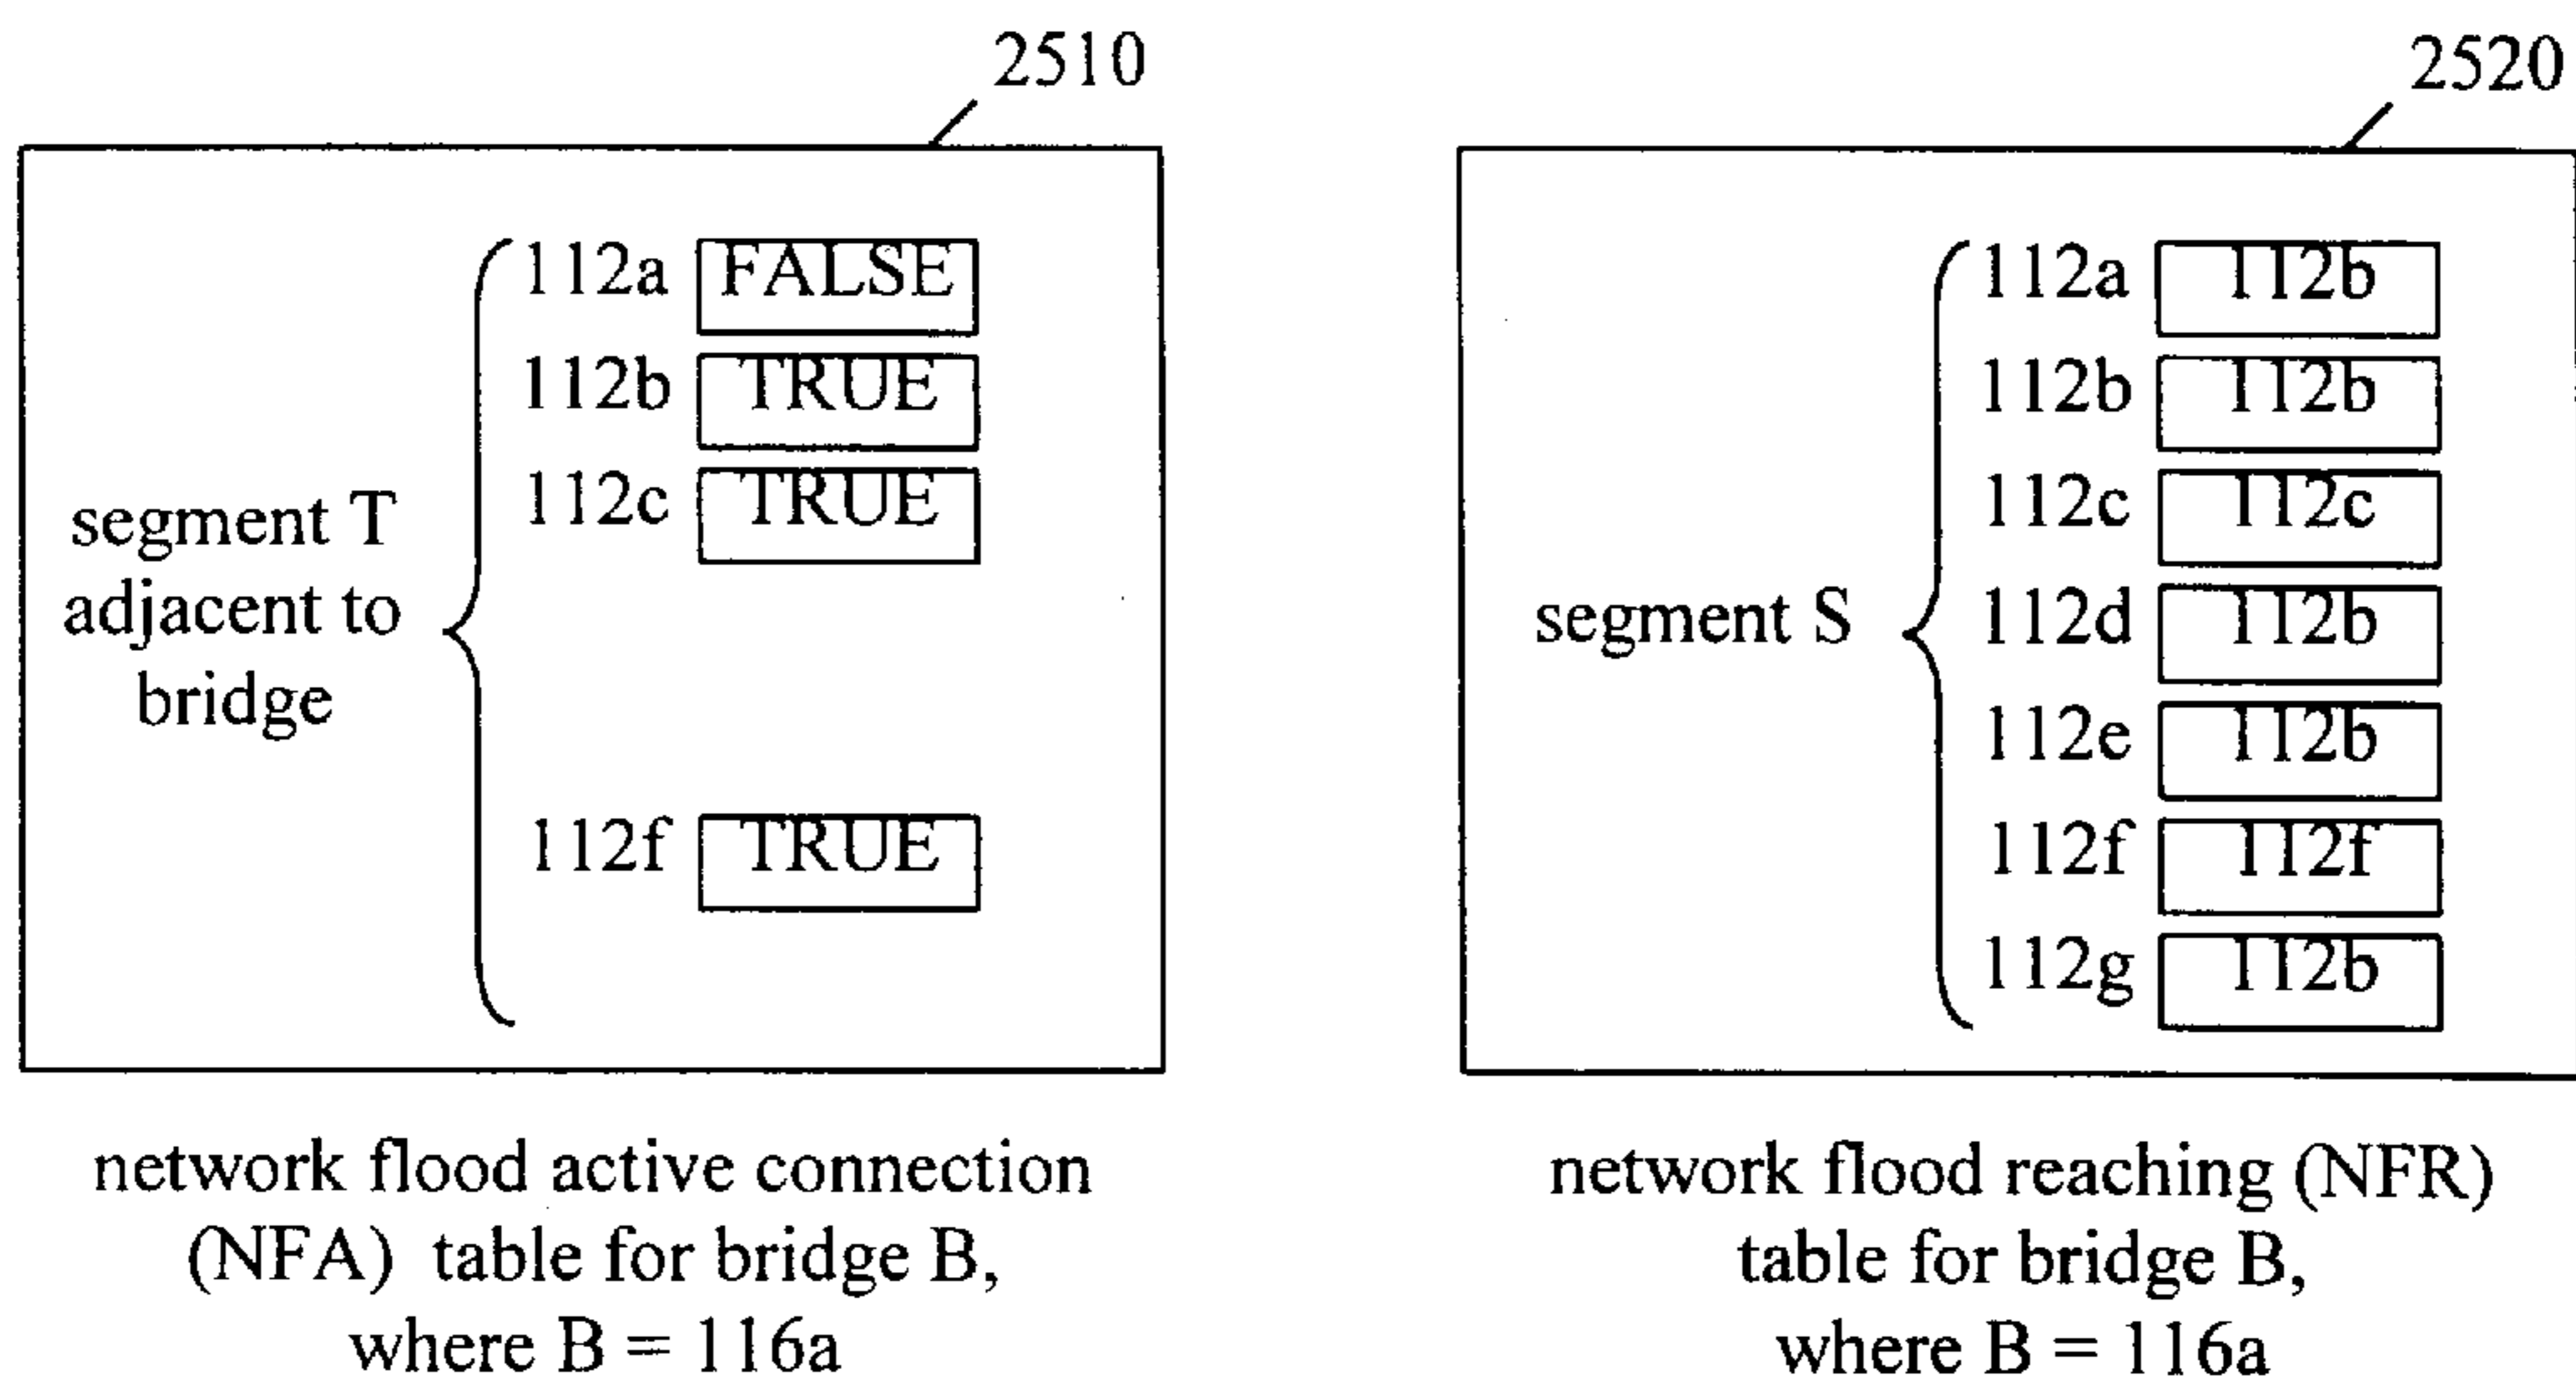 2510
112a FALSE
112b TRUE
112c TRUE
segment T
adjacent to
bridge
112f TRUE
network flood active connection
(NFA) table for bridge B,
where B = 116a
2520
112a 112b
112b 112b
112c 112c
segment S
112d 112b
112e 112b
112f 112f
112g 112b
network flood reaching (NFR)
table for bridge B,
where B = 116a